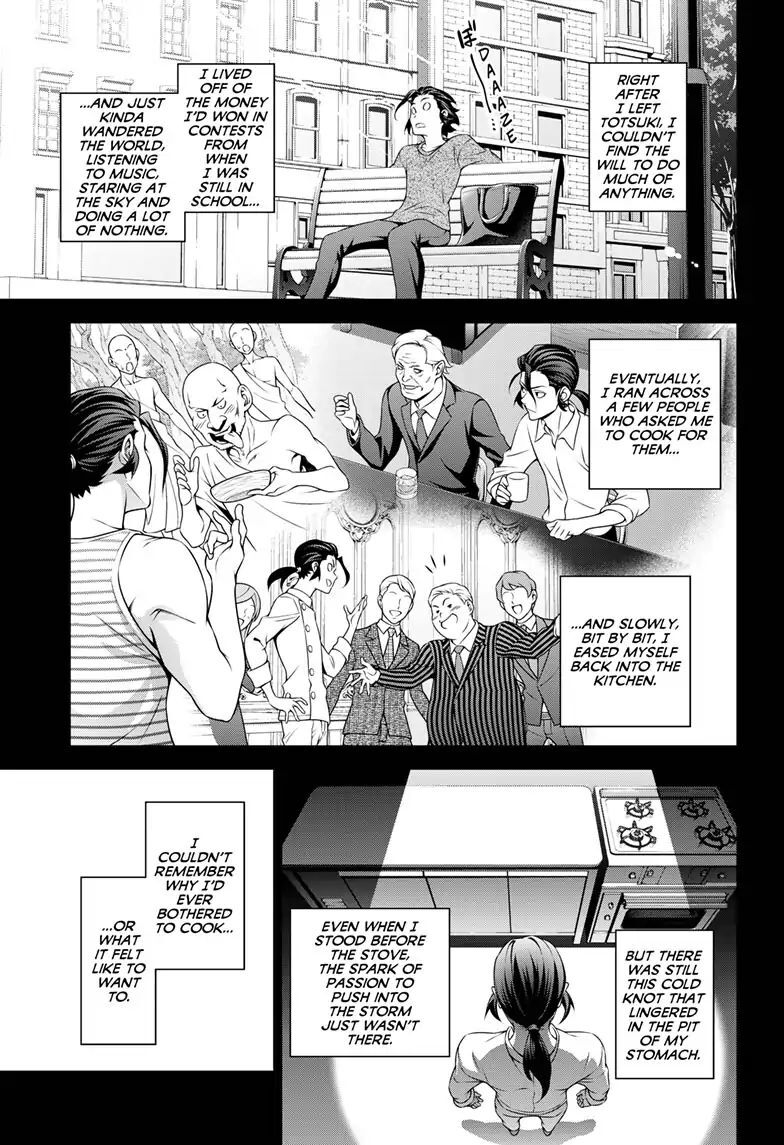 RIGHT
AFTER
I LEFT
TOTSUKI, I
COULDN'T
FIND
THE WILL
TO DO
MUCH OF
ANYTHING.
ぼー
DAAAAZE...
I LIVED
OFF OF
THE MONEY
I'D WON IN
CONTESTS
FROM
WHEN
I WAS
STILL IN
SCHOOL...
...AND JUST
KINDA
WANDERED
THE WORLD,
LISTENING
TO MUSIC,
STARING AT
THE SKY AND
DOING A LOT
OF NOTHING.
EVENTUALLY,
I RAN ACROSS
A FEW PEOPLE
WHO ASKED ME
TO COOK FOR
THEM...
...AND SLOWLY,
BIT BY BIT, I
EASED MYSELF
BACK INTO THE
KITCHEN.
BUT THERE
WAS STILL
THIS COLD
KNOT THAT
LINGERED
IN THE PIT
OF MY
STOMACH.
EVEN WHEN I
STOOD BEFORE
THE STOVE,
THE SPARK OF
PASSION TO
PUSH INTO
THE STORM
JUST WASN'T
THERE.
I
COULDN'T
REMEMBER
WHY I'D
EVER
BOTHERED
TO COOK...
...OR
WHAT
IT FELT
LIKE TO
WANT
TO.